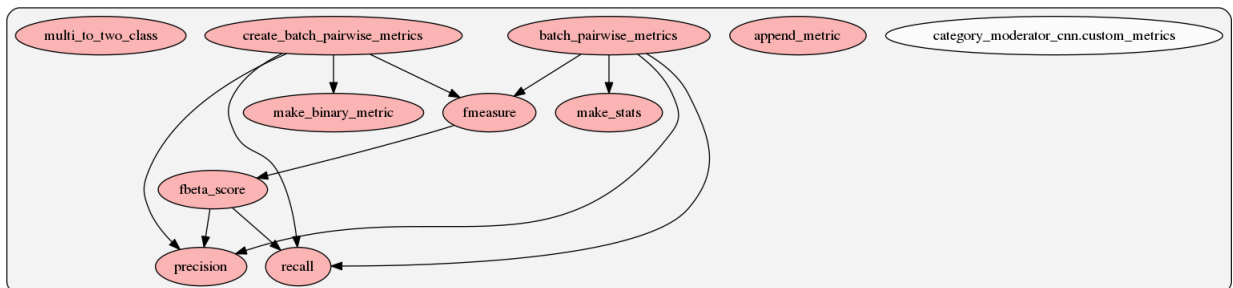 multi_to_two_class
create_batch_pairwise_metrics
batch_pairwise_metrics
append_metric
category_moderator_cnn.custom_metrics
make_binary_metric
fmeasure
make_stats
fbeta_score
precision
recall